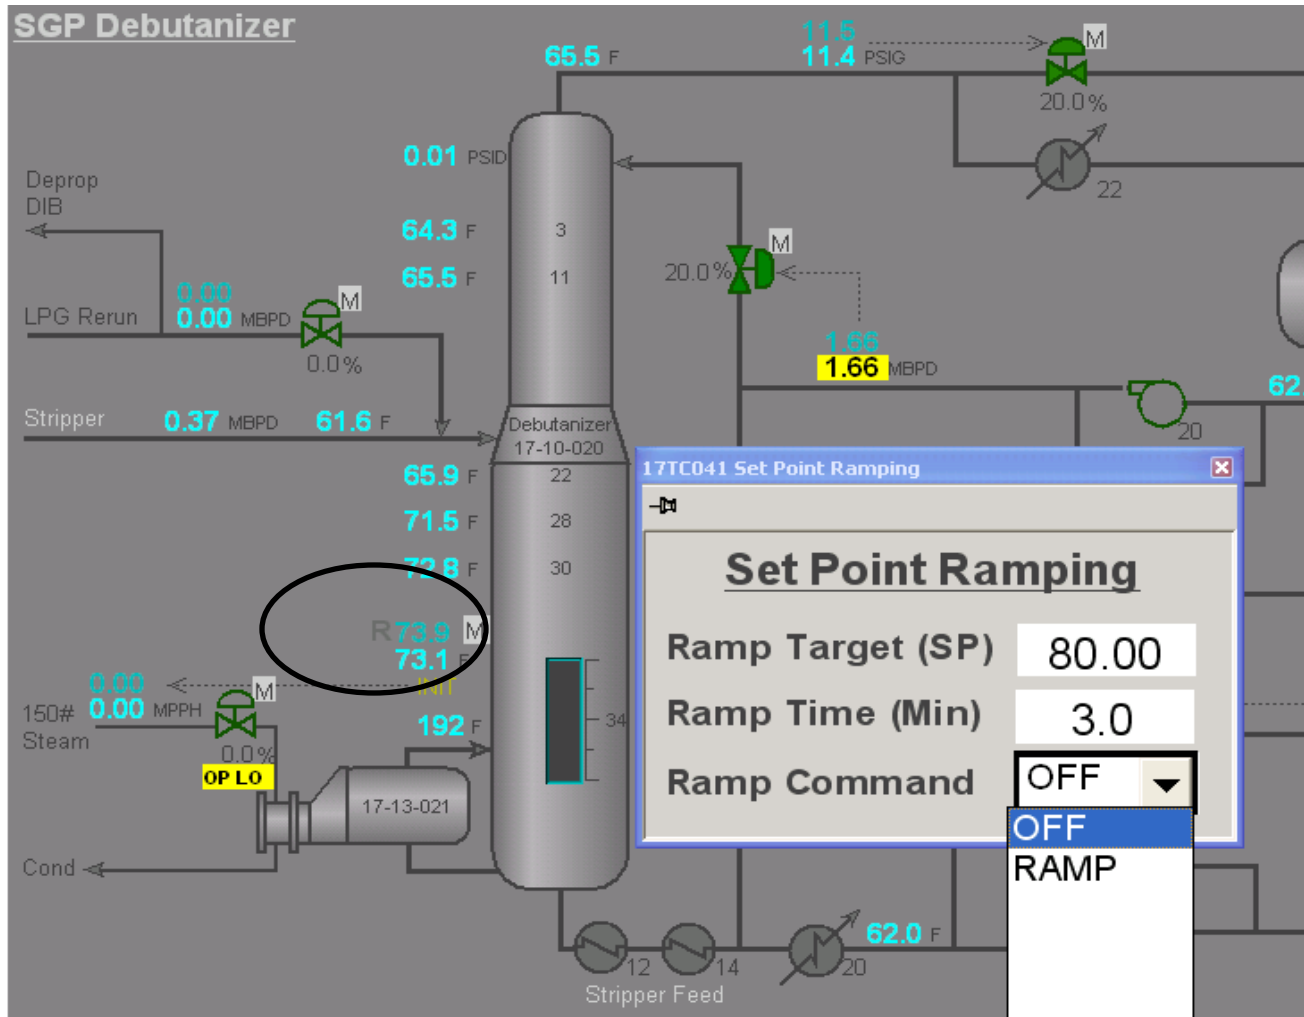 SGP Debutanizer
65.5 F
11.5
11.4 PSIG
M
20.0%
22
0.01 PSID
Deprop
DIB
64.3 F
3
65.5 F
11
20.0%
M
0.00
0.00 MBPD
LPG Rerun
M
0.0%
1.66
1.66 MBPD
62
20
Stripper
0.37 MBPD
61.6 F
Debutanizer
17-10-020
65.9 F
22
71.5 F
28
72.8 F
30
R 73.9 M
73.1 F
INIT
0.00
0.00 MPPH
150#
Steam
M
0.0%
OP LO
192 F
34
17-13-021
Cond
12
14
20
62.0 F
Stripper Feed
17TC041 Set Point Ramping
Set Point Ramping
Ramp Target (SP) 80.00
Ramp Time (Min) 3.0
Ramp Command OFF
OFF
RAMP